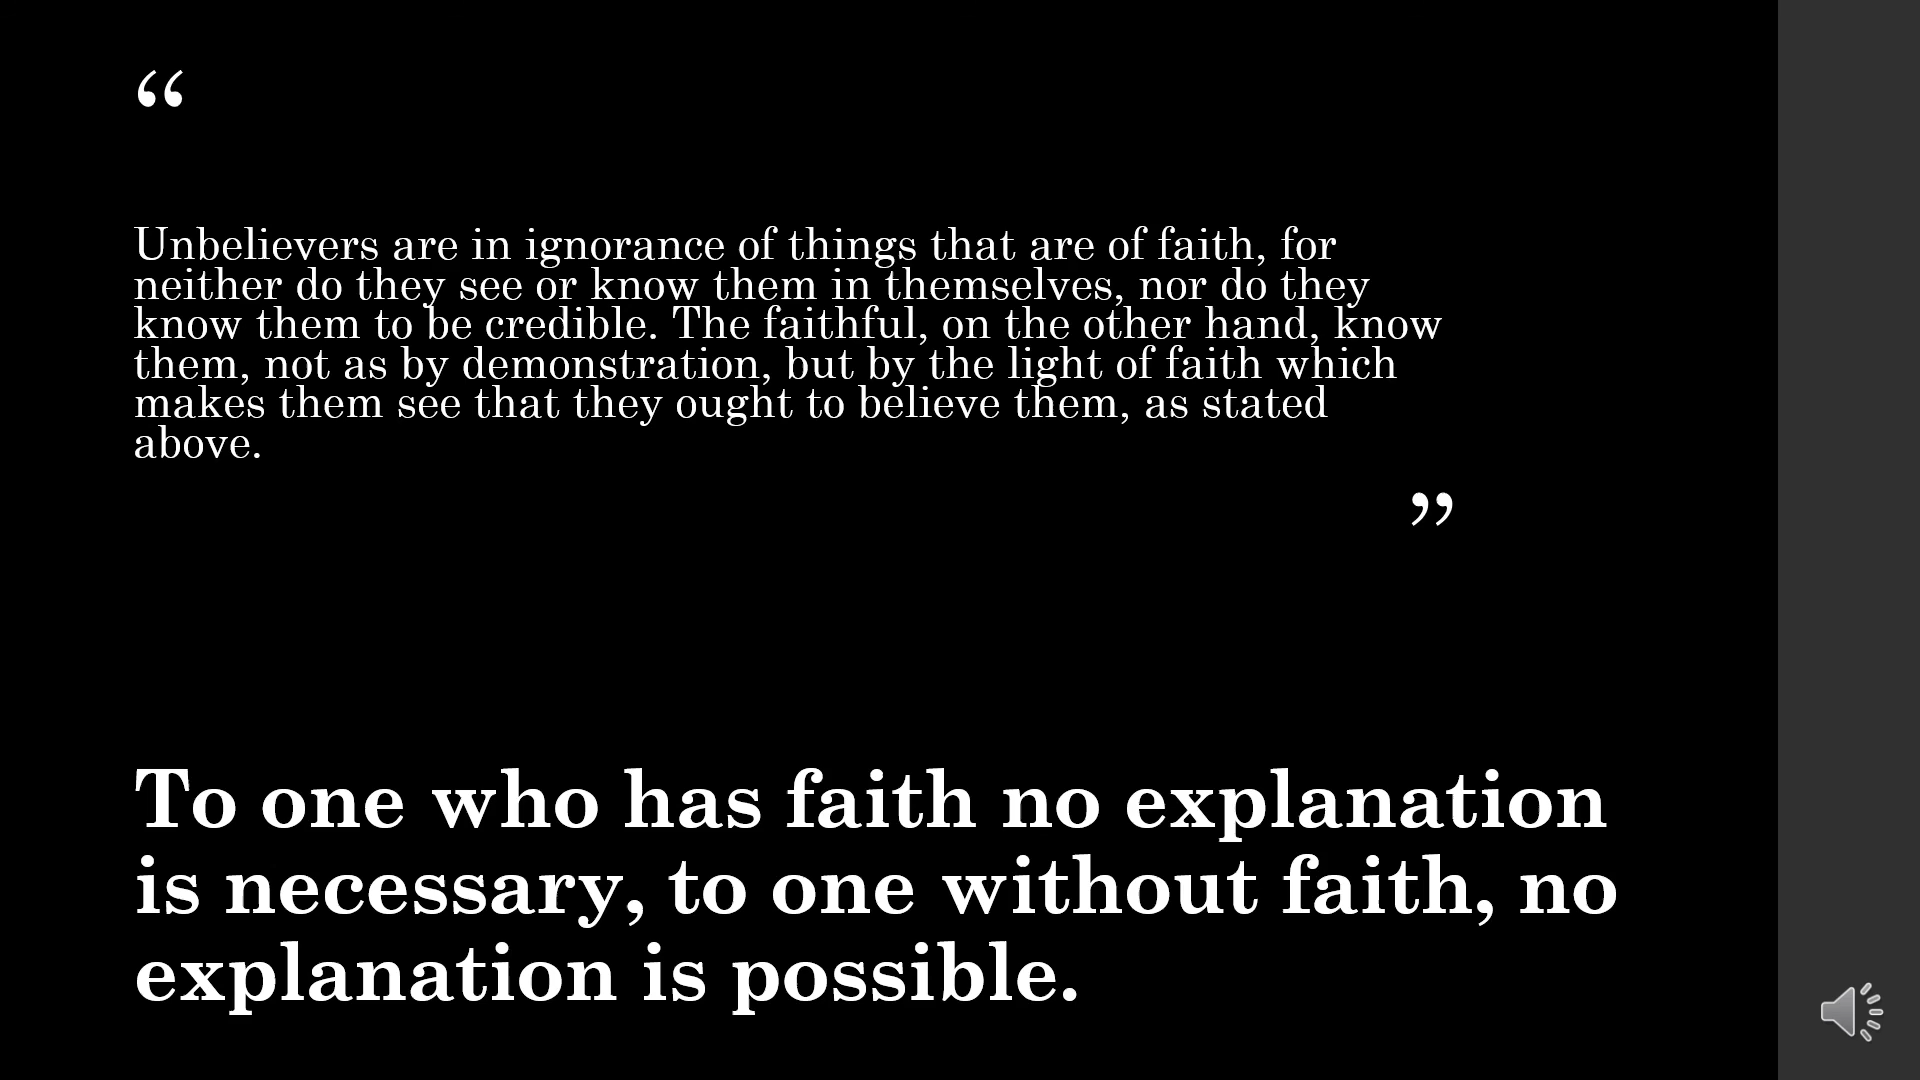 “
Unbelievers are in ignorance of things that are of faith, for
neither do they see or know them in themselves, nor do they
know them to be credible. The faithful, on the other hand, know
them, not as by demonstration, but by the light of faith which
makes them see that they ought to believe them, as stated
above.
”
To one who has faith no explanation
is necessary, to one without faith, no
explanation is possible.